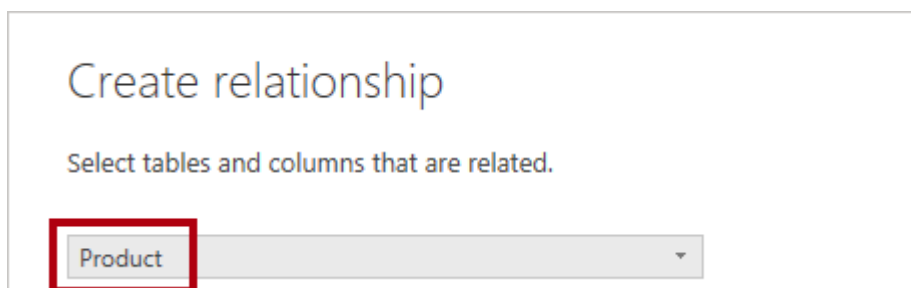 Create relationship
Select tables and columns that are related.
Product